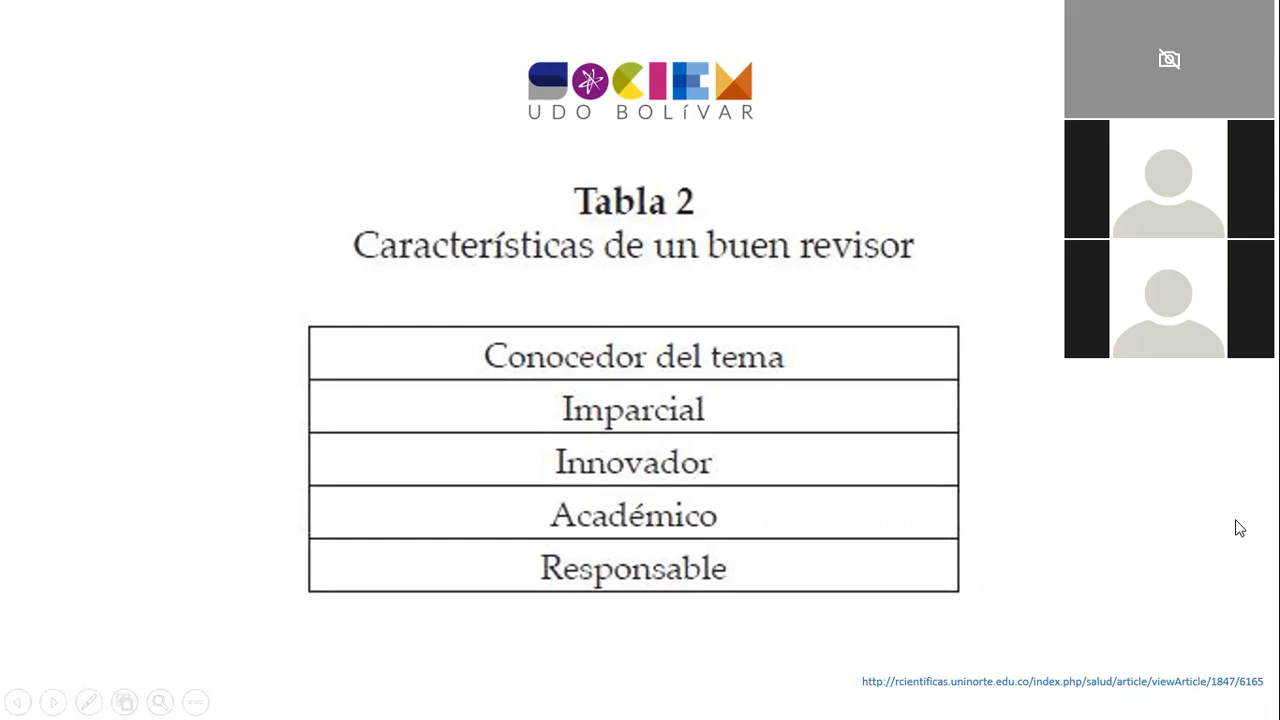 SOCIEM
UDO BOLíVAR
Tabla 2
Características de un buen revisor
Conocedor del tema
Imparcial
Innovador
Académico
Responsable
http://rcientificas.uninorte.edu.co/index.php/salud/article/viewArticle/1847/6165